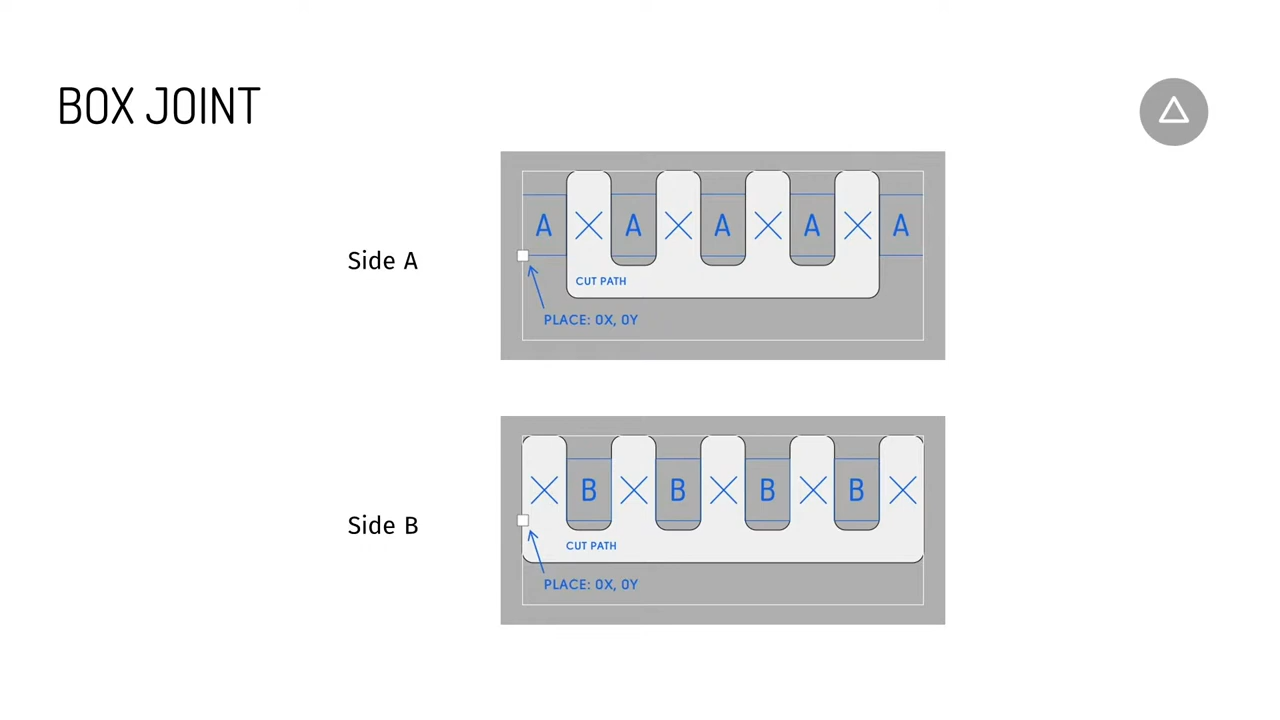 BOX JOINT
Side A
A A A A A
CUT PATH
PLACE: 0X, 0Y
Side B
B B B B
CUT PATH
PLACE: 0X, 0Y